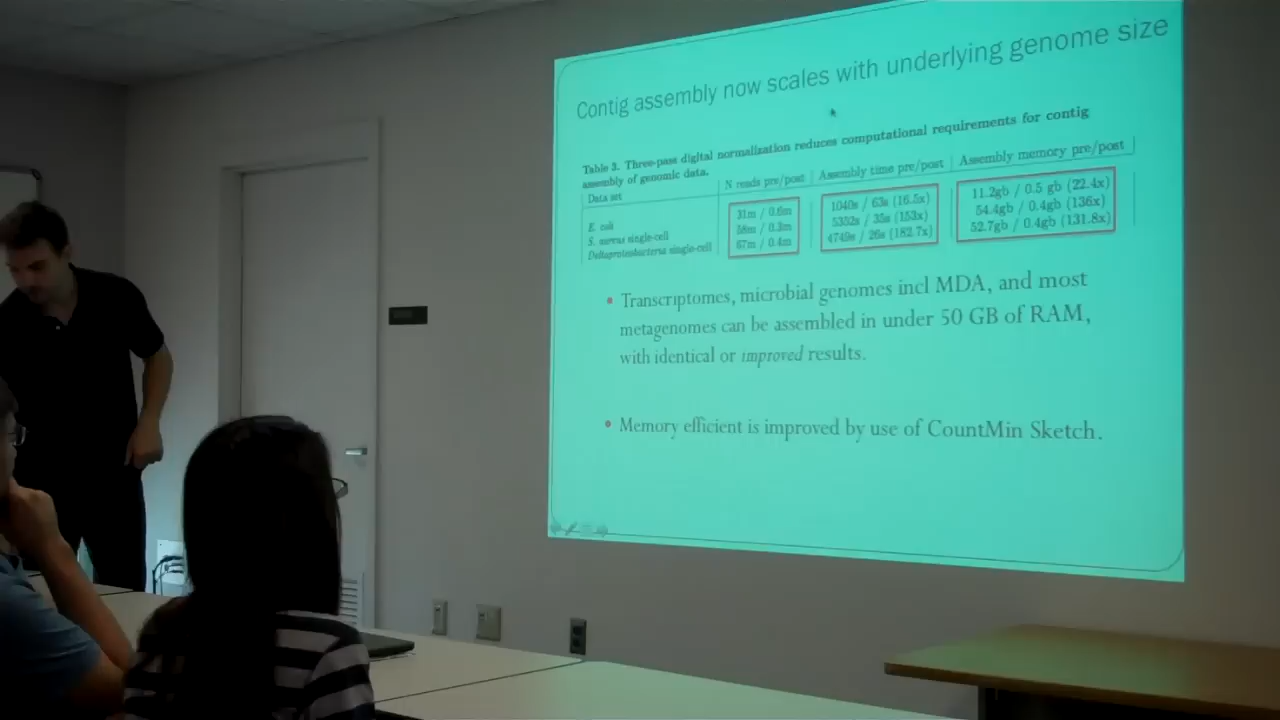 Contig assembly now scales with underlying genome size
Table 3. Three-pass digital normalization reduces computational requirements for contig
assembly of genomic data.
Data set N reads pre/post Assembly time pre/post Assembly memory pre/post
E. coli 31m / 0.6m 1040s / 63s (16.5x) 11.2gb / 0.5 gb (22.4x)
S. aureus single-cell 58m / 0.3m 5352s / 35s (153x) 54.4gb / 0.4gb (136x)
Deltaproteobacteria single-cell 67m / 0.4m 4749s / 26s (182.7x) 52.7gb / 0.4gb (131.8x)
• Transcriptomes, microbial genomes incl MDA, and most
metagenomes can be assembled in under 50 GB of RAM,
with identical or improved results.
• Memory efficient is improved by use of CountMin Sketch.